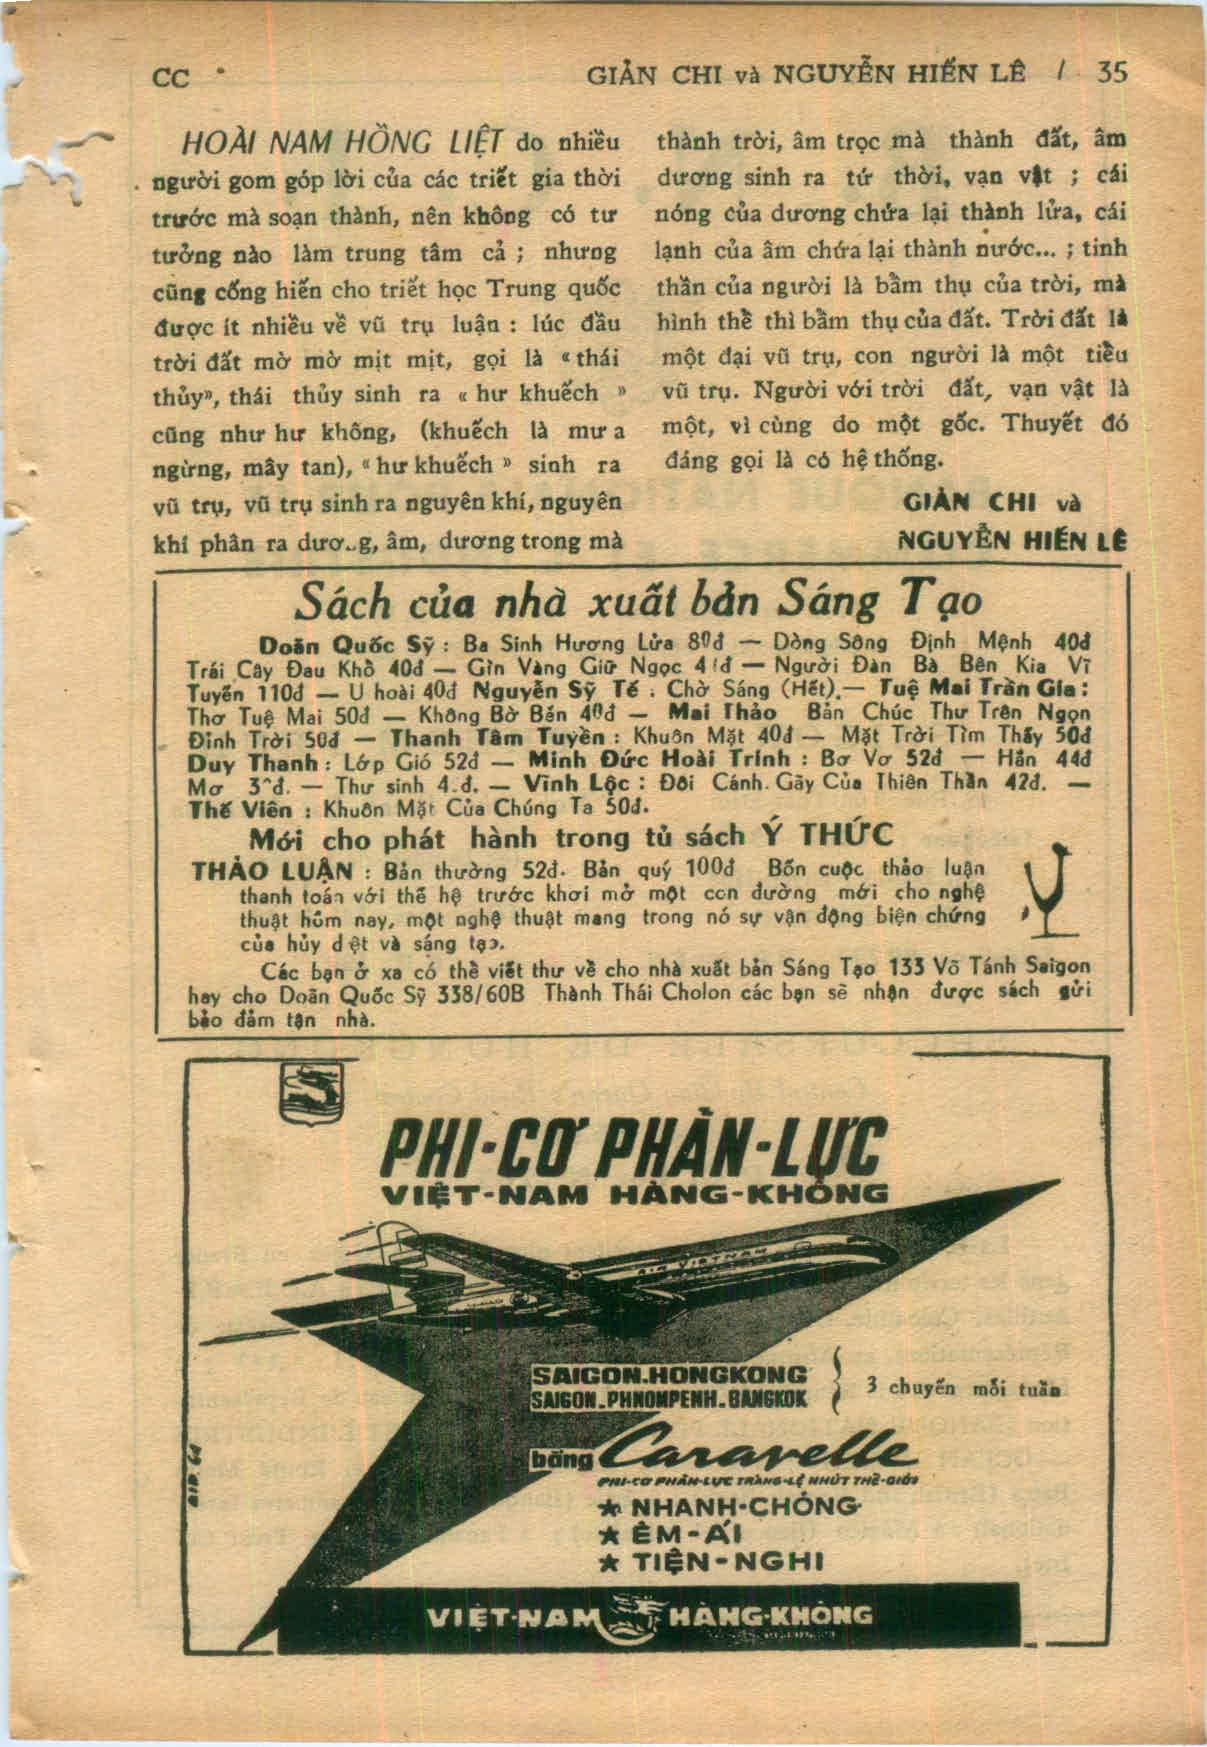 CC
GIẢN CHI và NGUYỄN HIẾN LÊ / 35
HOÀI NAM HỒNG LIỆT do nhiều
người gom góp lời của các triết gia thời
trước mà soạn thành, nên không có tư
tưởng nào làm trung tâm cả ; nhưng
cũng cống hiến cho triết học Trung quốc
được ít nhiều về vũ trụ luận : lúc đầu
trời đất mờ mờ mịt mịt, gọi là « thái
thủy», thái thủy sinh ra « hư khuếch »
cũng như hư không, (khuếch là mưa
ngừng, mây tan), « hư khuếch » sinh ra
vũ trụ, vũ trụ sinh ra nguyên khí, nguyên
khí phân ra dương, âm, dương trong mà
thành trời, âm trọc mà thành đất, âm
dương sinh ra tứ thời, vạn vật ; cái
nóng của dương chứa lại thành lửa, cái
lạnh của âm chứa lại thành nước... ; tinh
thần của người là bẩm thụ của trời, mà
hình thể thì bẩm thụ của đất. Trời đất là
một đại vũ trụ, con người là một tiểu
vũ trụ. Người với trời đất, vạn vật là
một, vì cùng do một gốc. Thuyết đó
đáng gọi là có hệ thống.
GIẢN CHI và
NGUYỄN HIẾN LÊ
Sách của nhà xuất bản Sáng Tạo
Doãn Quốc Sỹ : Ba Sinh Hương Lửa 80đ — Dòng Sông Định Mệnh 40đ
Trái Cây Đau Khổ 40đ — Gìn Vàng Giữ Ngọc — Người Đàn Bà Bên Kia Vĩ
Tuyến 110đ — U hoài 40đ Nguyễn Sỹ Tế : Chờ Sáng (Hết). — Tuệ Mai Trần Gia :
Thơ Tuệ Mai 50đ — Không Bờ Bến 40đ — Mai Thảo Bản Chúc Thư Trên Ngọn
Đỉnh Trời 50đ — Thanh Tâm Tuyền : Khuôn Mặt 40đ — Mặt Trời Tìm Thấy 50đ
Duy Thanh : Lớp Gió 52đ — Minh Đức Hoài Trinh : Bơ Vơ 52đ — Hắn 44đ
Mơ — Thư sinh — Vĩnh Lộc : Đôi Cánh Gãy Của Thiên Thần 42đ. —
Thế Viên : Khuôn Mặt Của Chúng Ta 50đ.
Mới cho phát hành trong tủ sách Ý THỨC
THẢO LUẬN : Bản thường 52đ. Bản quý 100đ Bốn cuộc thảo luận
thanh toán với thế hệ trước khơi mở một con đường mới cho nghệ
thuật hôm nay, một nghệ thuật mang trong nó sự vận động biện chứng
của hủy diệt và sáng tạo.
Các bạn ở xa có thể viết thư về cho nhà xuất bản Sáng Tạo 133 Võ Tánh Saigon
hay cho Doãn Quốc Sỹ 338/60B Thành Thái Cholon các bạn sẽ nhận được sách gửi
bảo đảm tận nhà.
PHI-CƠ PHẢN-LỰC
VIỆT-NAM HÀNG-KHÔNG
AIR VIETNAM
SAIGON.HONGKONG
SAIGON.PHNOMPENH.BANGKOK
3 chuyến mỗi tuần
bằng Caravelle
PHI-CƠ PHẢN-LỰC TRÁNG-LỆ NHỨT THẾ-GIỚI
★ NHANH-CHÓNG
★ ÊM-ÁI
★ TIỆN-NGHI
VIỆT-NAM HÀNG-KHÔNG